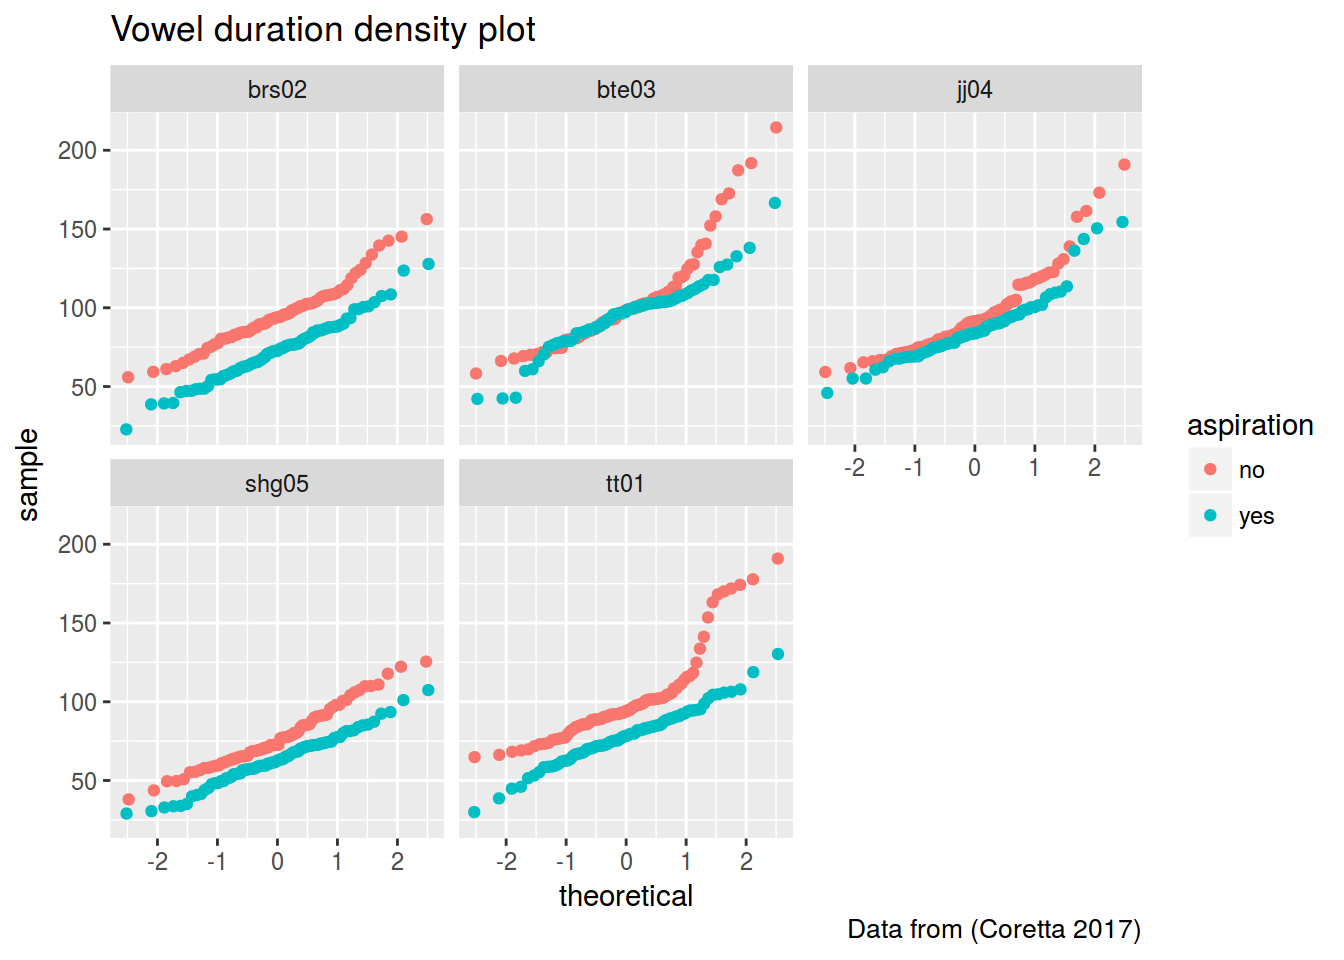 Vowel duration density plot
brs02
bte03
jj04
200
150
100
50
-2 -1 0 1 2
shg05
tt01
200
150
100
50
-2 -1 0 1 2
-2 -1 0 1 2
sample
theoretical
aspiration
no
yes
Data from (Coretta 2017)